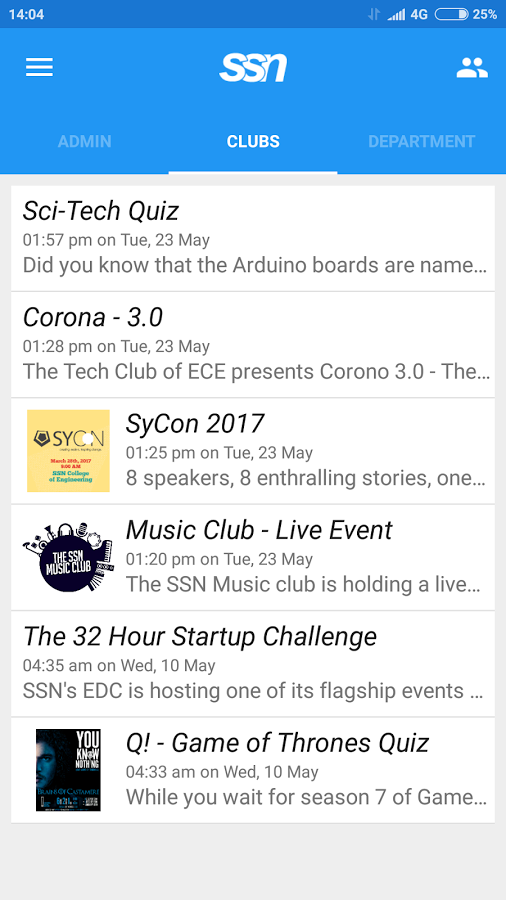 14:04 4G 25%
ssn
ADMIN CLUBS DEPARTMENT
Sci-Tech Quiz
01:57 pm on Tue, 23 May
Did you know that the Arduino boards are name...
Corona - 3.0
01:28 pm on Tue, 23 May
The Tech Club of ECE presents Corono 3.0 - The...
SYCON
March 25th, 2017
9:00 AM
SSN College
of Engineering
SyCon 2017
01:25 pm on Tue, 23 May
8 speakers, 8 enthralling stories, one...
THE SSN
MUSIC CLUB
Music Club - Live Event
01:20 pm on Tue, 23 May
The SSN Music club is holding a live...
The 32 Hour Startup Challenge
04:35 am on Wed, 10 May
SSN's EDC is hosting one of its flagship events ...
YOU
KNOW
NOTHING
BRAINS OF CASTAMERE
Q! - Game of Thrones Quiz
04:33 am on Wed, 10 May
While you wait for season 7 of Game...